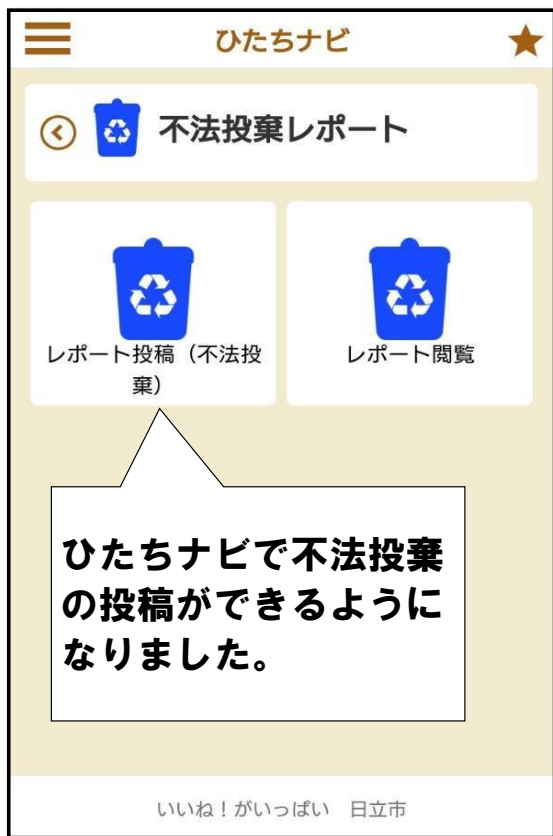 ひたちナビ
不法投棄レポート
レポート投稿（不法投
棄）
レポート閲覧
ひたちナビで不法投棄
の投稿ができるように
なりました。
いいね！がいっぱい　日立市